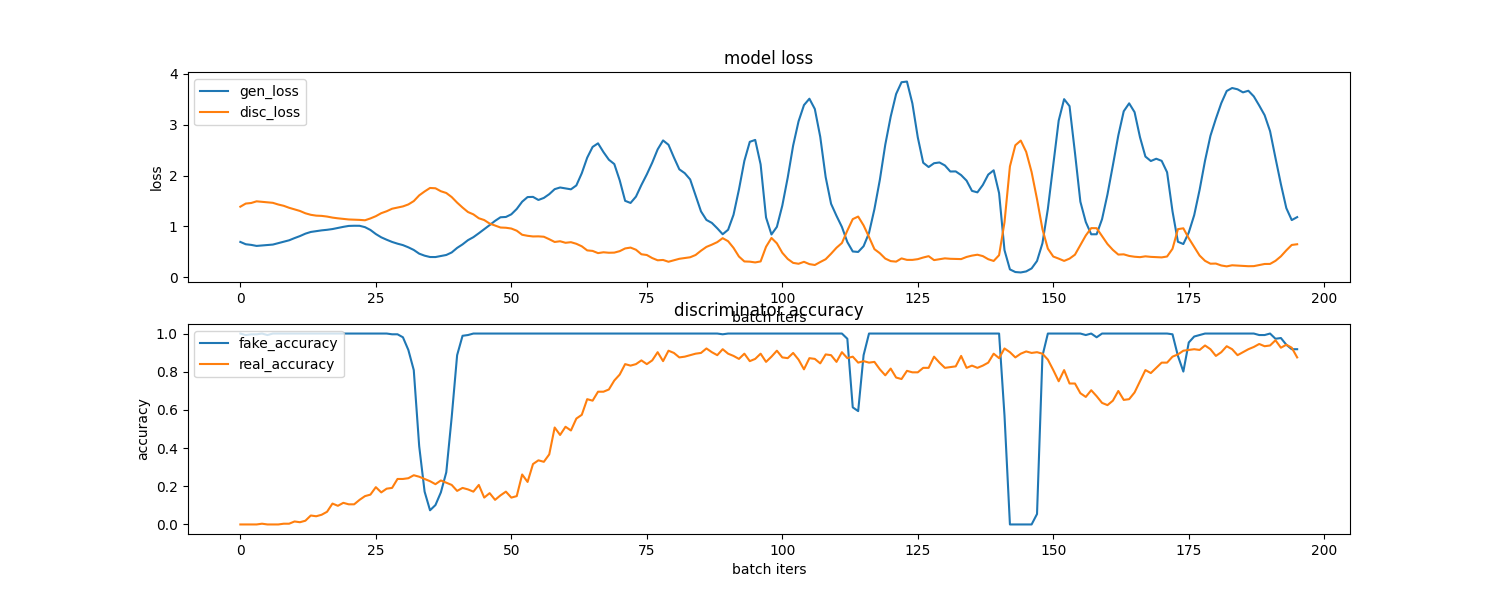 model loss
gen_loss
disc_loss
loss
4
3
2
1
0
0 25 50 75 100 125 150 175 200
batch iters
discriminator accuracy
fake_accuracy
real_accuracy
accuracy
1.0
0.8
0.6
0.4
0.2
0.0
0 25 50 75 100 125 150 175 200
batch iters